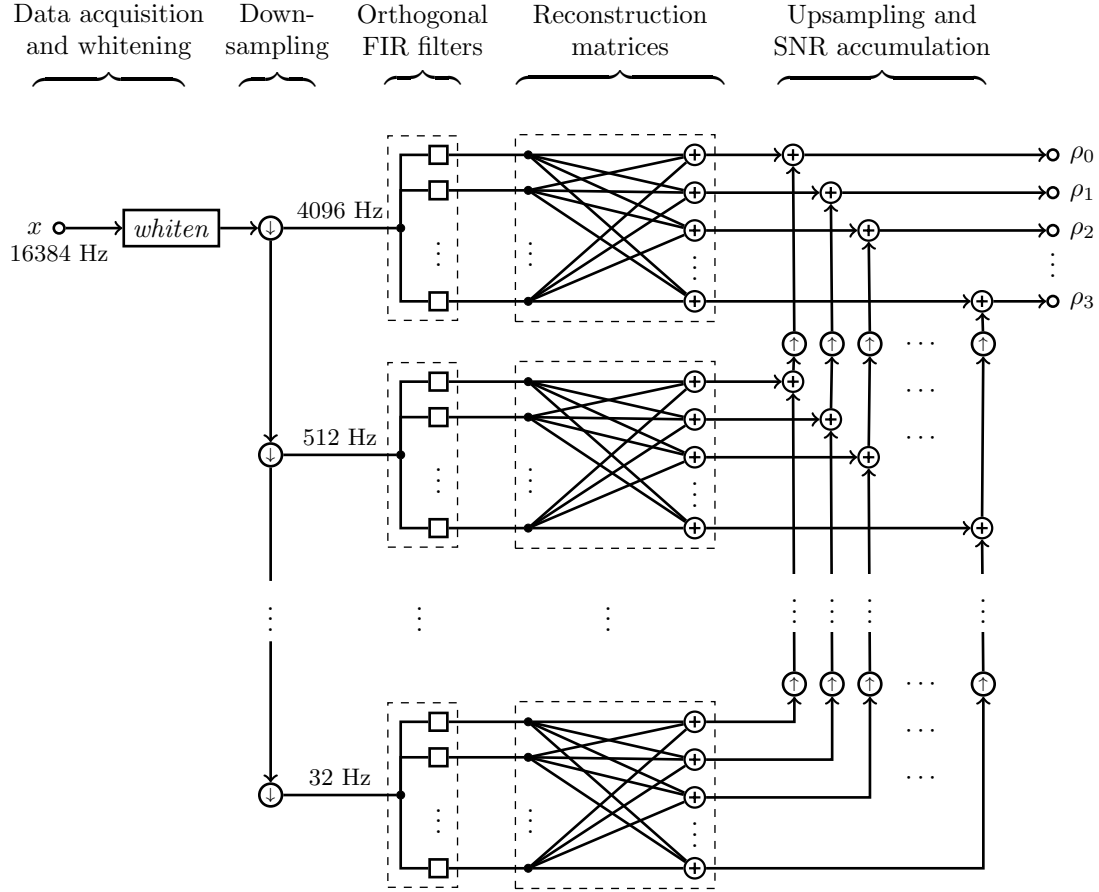 Data acquisition
and whitening
Down-
sampling
Orthogonal
FIR filters
Reconstruction
matrices
Upsampling and
SNR accumulation
x
16384 Hz
whiten
4096 Hz
ρ0
ρ1
ρ2
ρ3
512 Hz
32 Hz